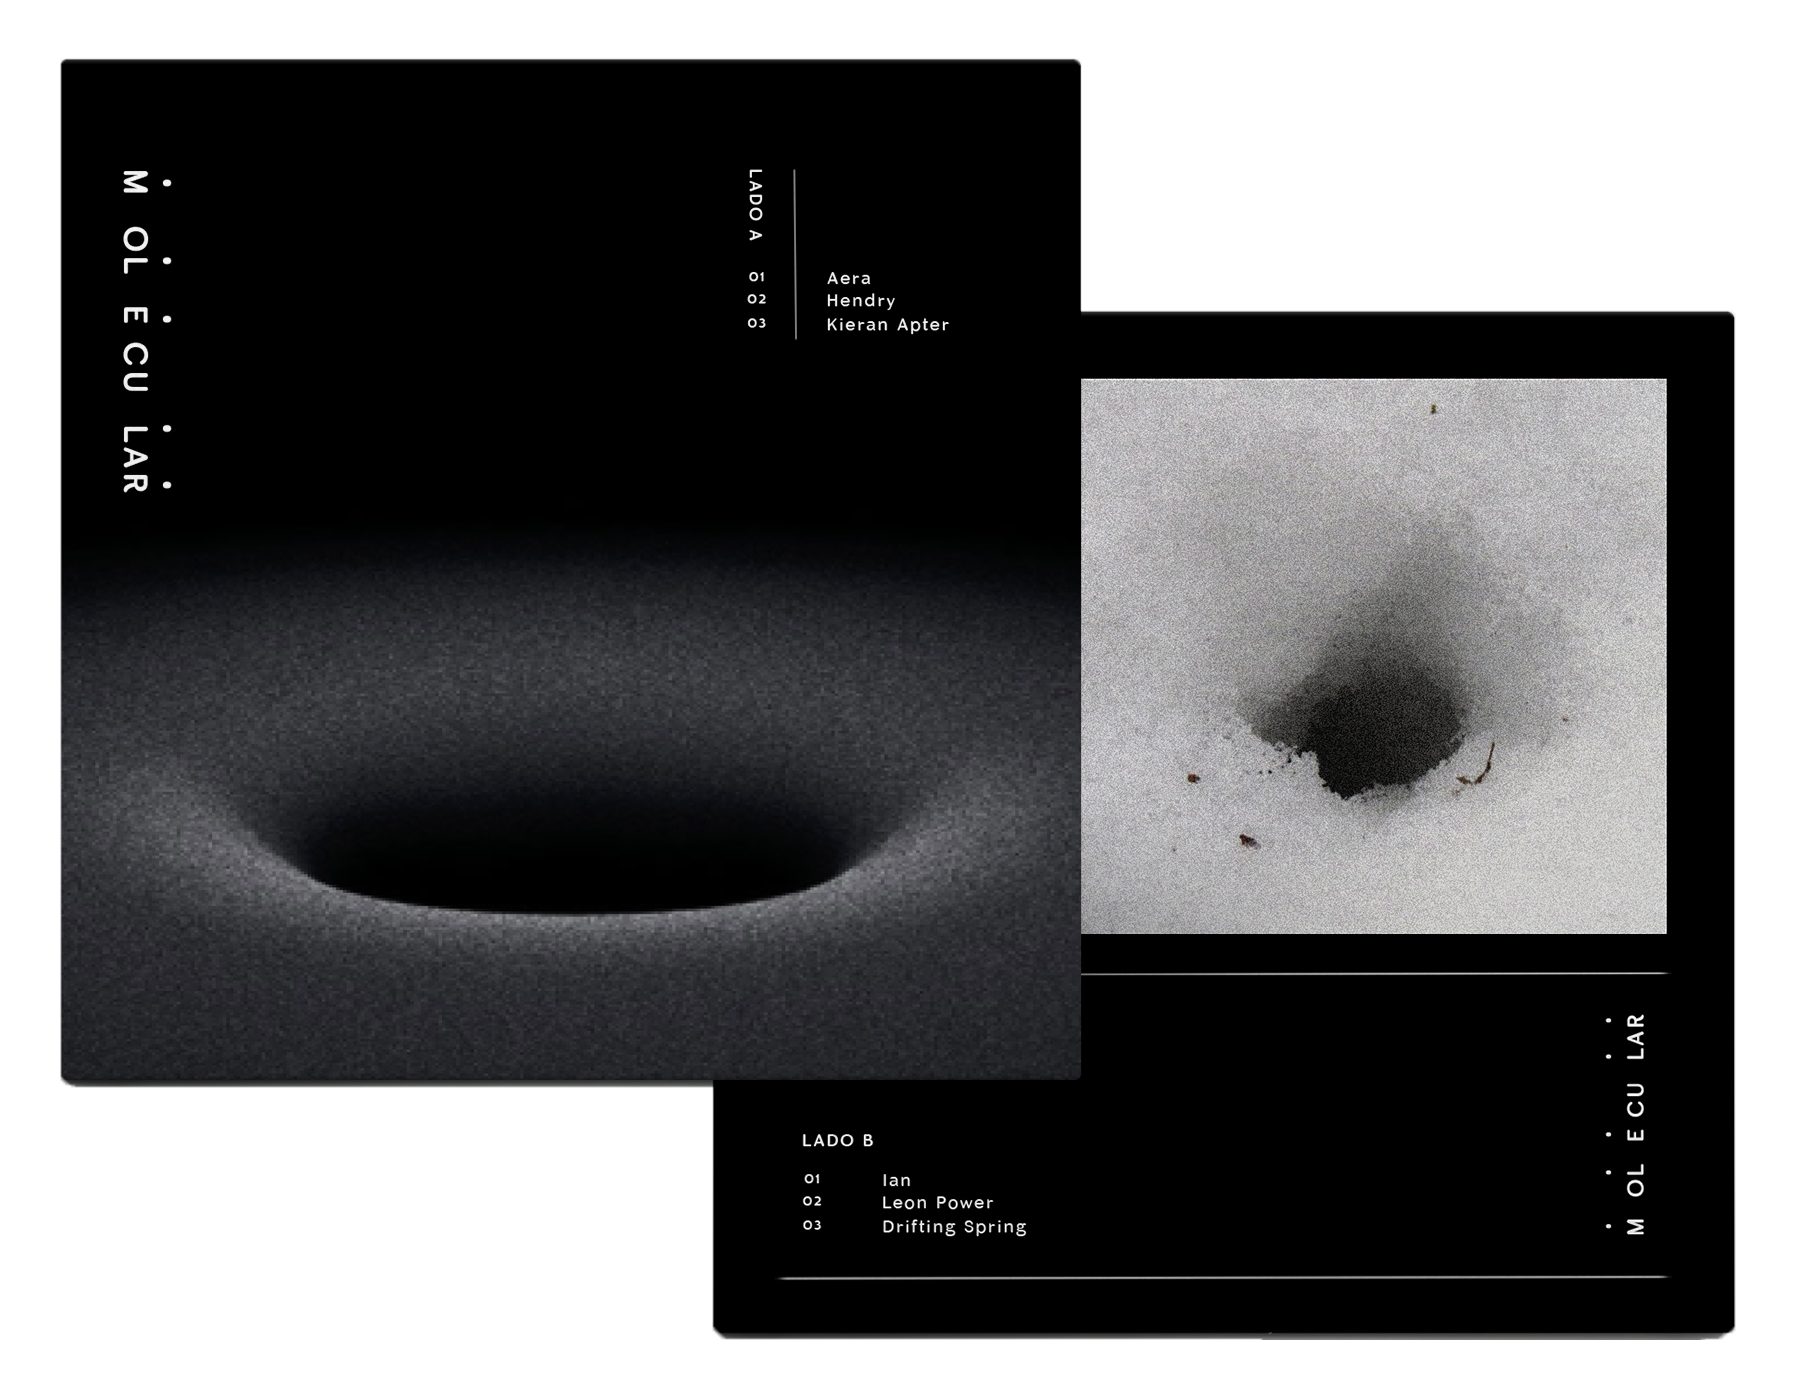 M OL E CU LAR
LADO A
01 Aera
02 Hendry
03 Kieran Apter
LADO B
01 Ian
02 Leon Power
03 Drifting Spring
M OL E CU LAR